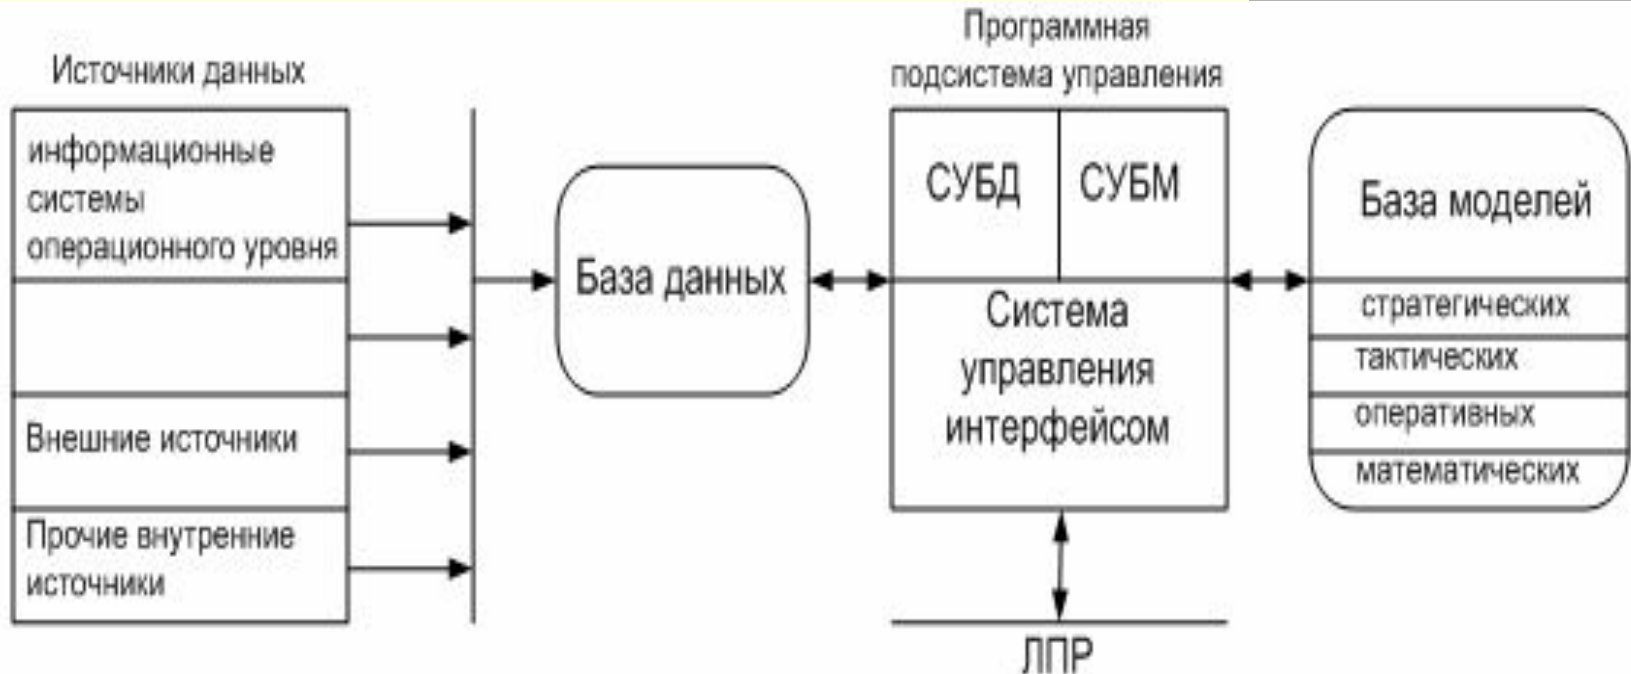 Источники данных
информационные
системы
операционного уровня
Внешние источники
Прочие внутренние
источники
База данных
Программная
подсистема управления
СУБД
СУБМ
Система
управления
интерфейсом
ЛПР
База моделей
стратегических
тактических
оперативных
математических